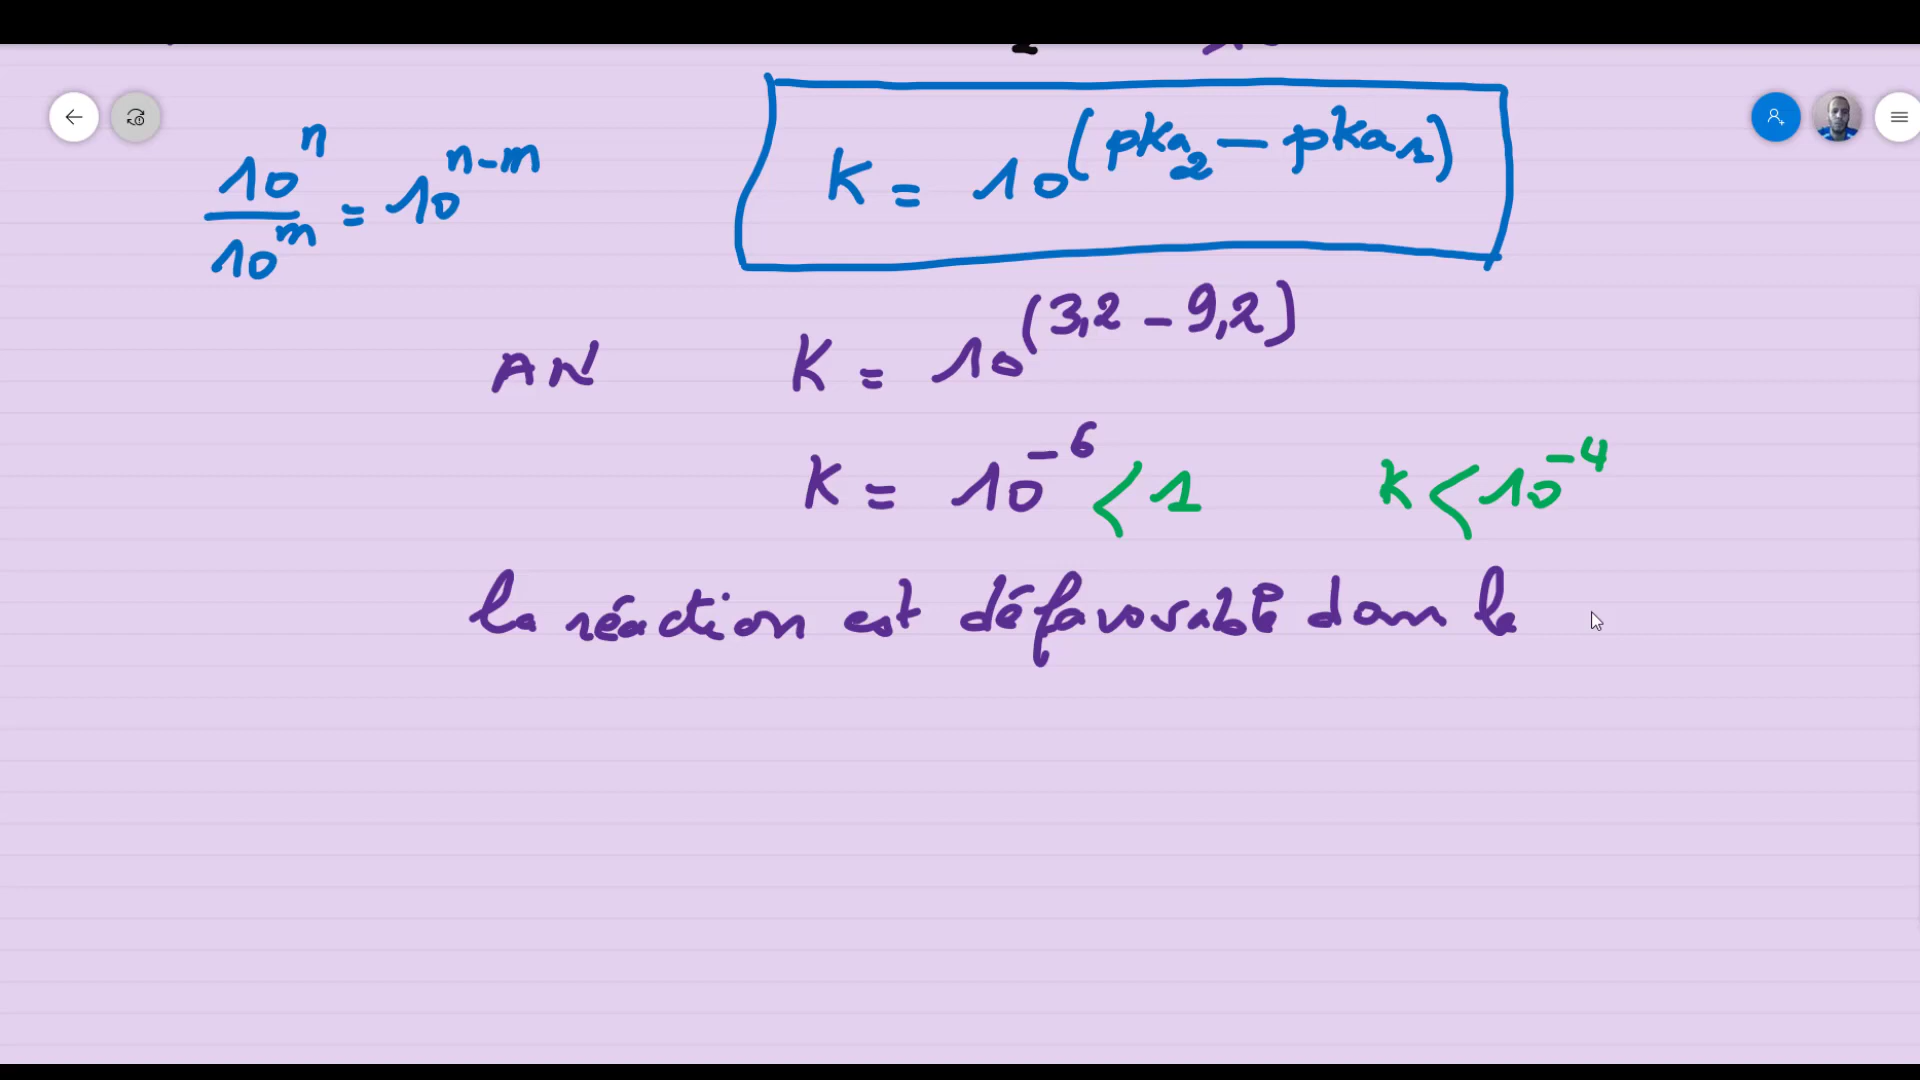 10^n / 10^m = 10^(n-m)
K = 10^(pka2 - pka1)
AN K = 10^(3,2 - 9,2)
K = 10^-6 < 1 K < 10^-4
la réaction est défavorable dans le